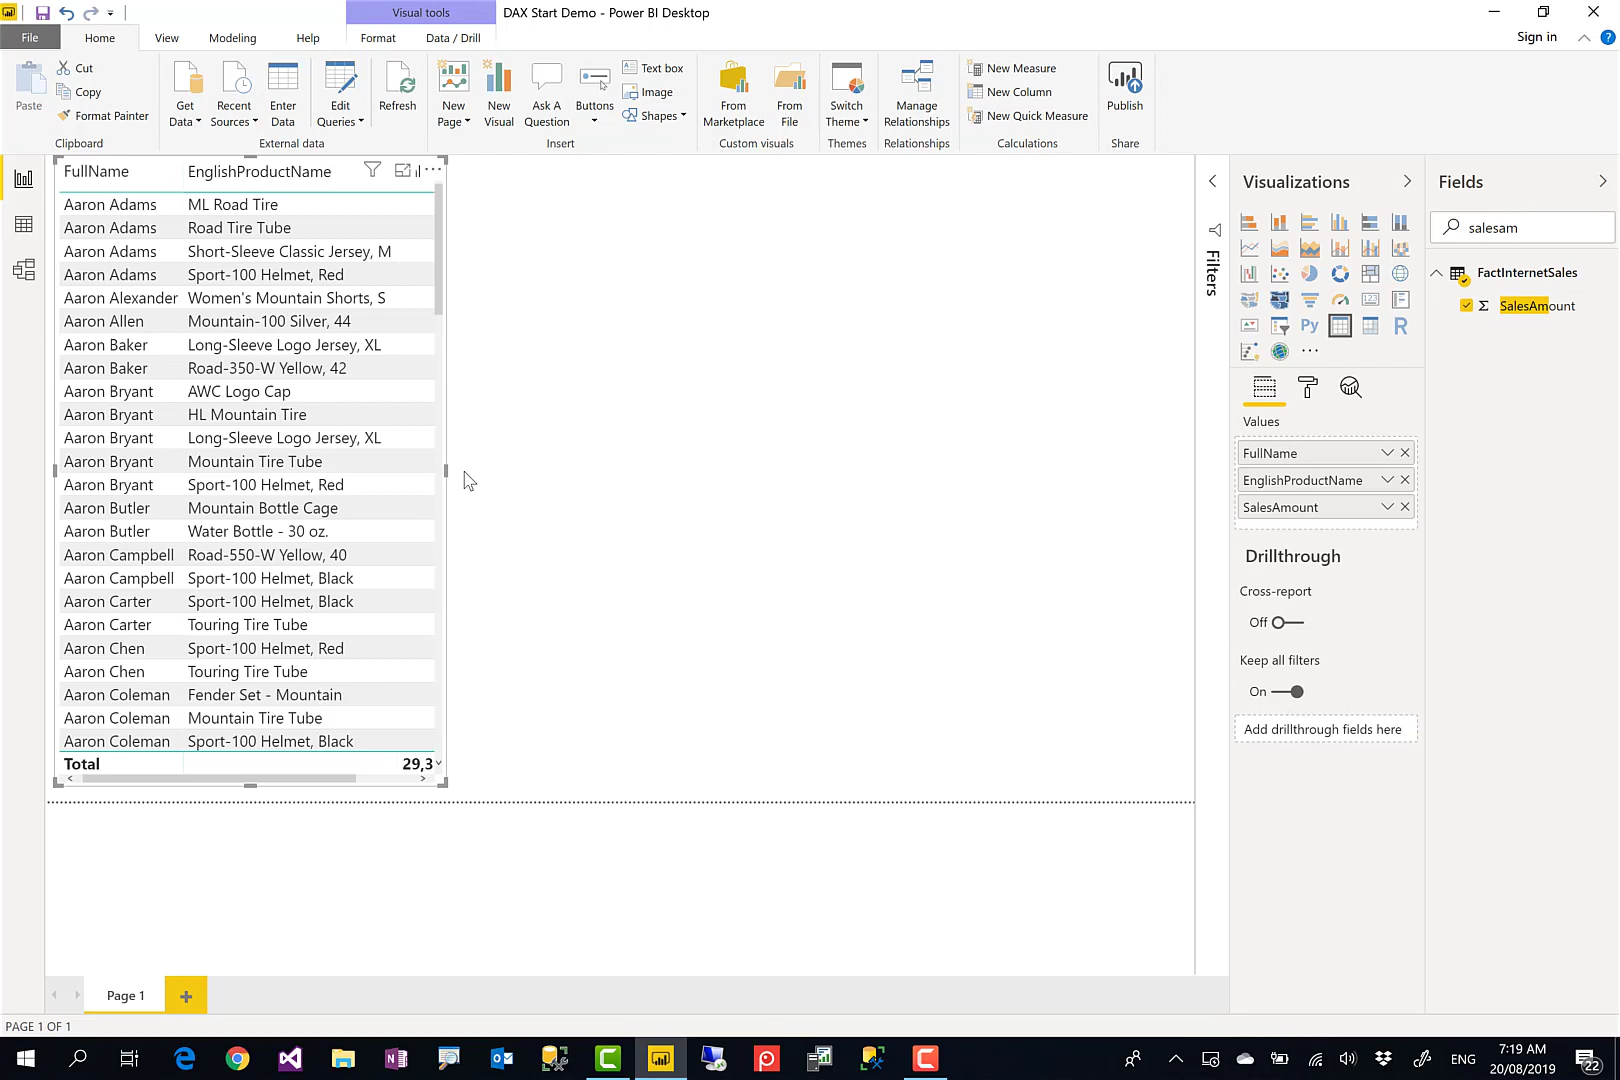 Visual tools
DAX Start Demo - Power BI Desktop
File
Home
View
Modeling
Help
Format
Data / Drill
Sign in
Paste
Cut
Copy
Format Painter
Clipboard
Get Data
Recent Sources
Enter Data
Edit Queries
Refresh
External data
New Page
New Visual
Ask A Question
Buttons
Text box
Image
Shapes
Insert
From Marketplace
From File
Custom visuals
Switch Theme
Themes
Manage Relationships
Relationships
New Measure
New Column
New Quick Measure
Calculations
Publish
Share
FullName EnglishProductName
Aaron Adams ML Road Tire
Aaron Adams Road Tire Tube
Aaron Adams Short-Sleeve Classic Jersey, M
Aaron Adams Sport-100 Helmet, Red
Aaron Alexander Women's Mountain Shorts, S
Aaron Allen Mountain-100 Silver, 44
Aaron Baker Long-Sleeve Logo Jersey, XL
Aaron Baker Road-350-W Yellow, 42
Aaron Bryant AWC Logo Cap
Aaron Bryant HL Mountain Tire
Aaron Bryant Long-Sleeve Logo Jersey, XL
Aaron Bryant Mountain Tire Tube
Aaron Bryant Sport-100 Helmet, Red
Aaron Butler Mountain Bottle Cage
Aaron Butler Water Bottle - 30 oz.
Aaron Campbell Road-550-W Yellow, 40
Aaron Campbell Sport-100 Helmet, Black
Aaron Carter Sport-100 Helmet, Black
Aaron Carter Touring Tire Tube
Aaron Chen Sport-100 Helmet, Red
Aaron Chen Touring Tire Tube
Aaron Coleman Fender Set - Mountain
Aaron Coleman Mountain Tire Tube
Aaron Coleman Sport-100 Helmet, Black
Total 29,3
Filters
Visualizations
123
Py
R
Values
FullName
EnglishProductName
SalesAmount
Drillthrough
Cross-report
Off
Keep all filters
On
Add drillthrough fields here
Fields
salesam
FactInternetSales
SalesAmount
Page 1
PAGE 1 OF 1
ENG
7:19 AM
20/08/2019
22